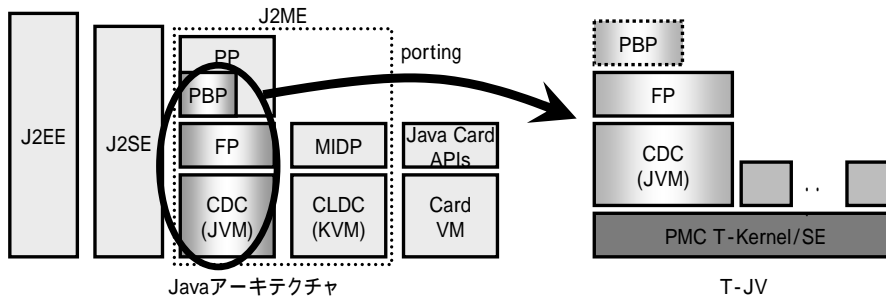 J2ME
J2EE
J2SE
PP
PBP
FP
CDC
(JVM)
MIDP
CLDC
(KVM)
Java Card
APIs
Card
VM
Javaアーキテクチャ
porting
PBP
FP
CDC
(JVM)
. .
PMC T-Kernel/SE
T-JV